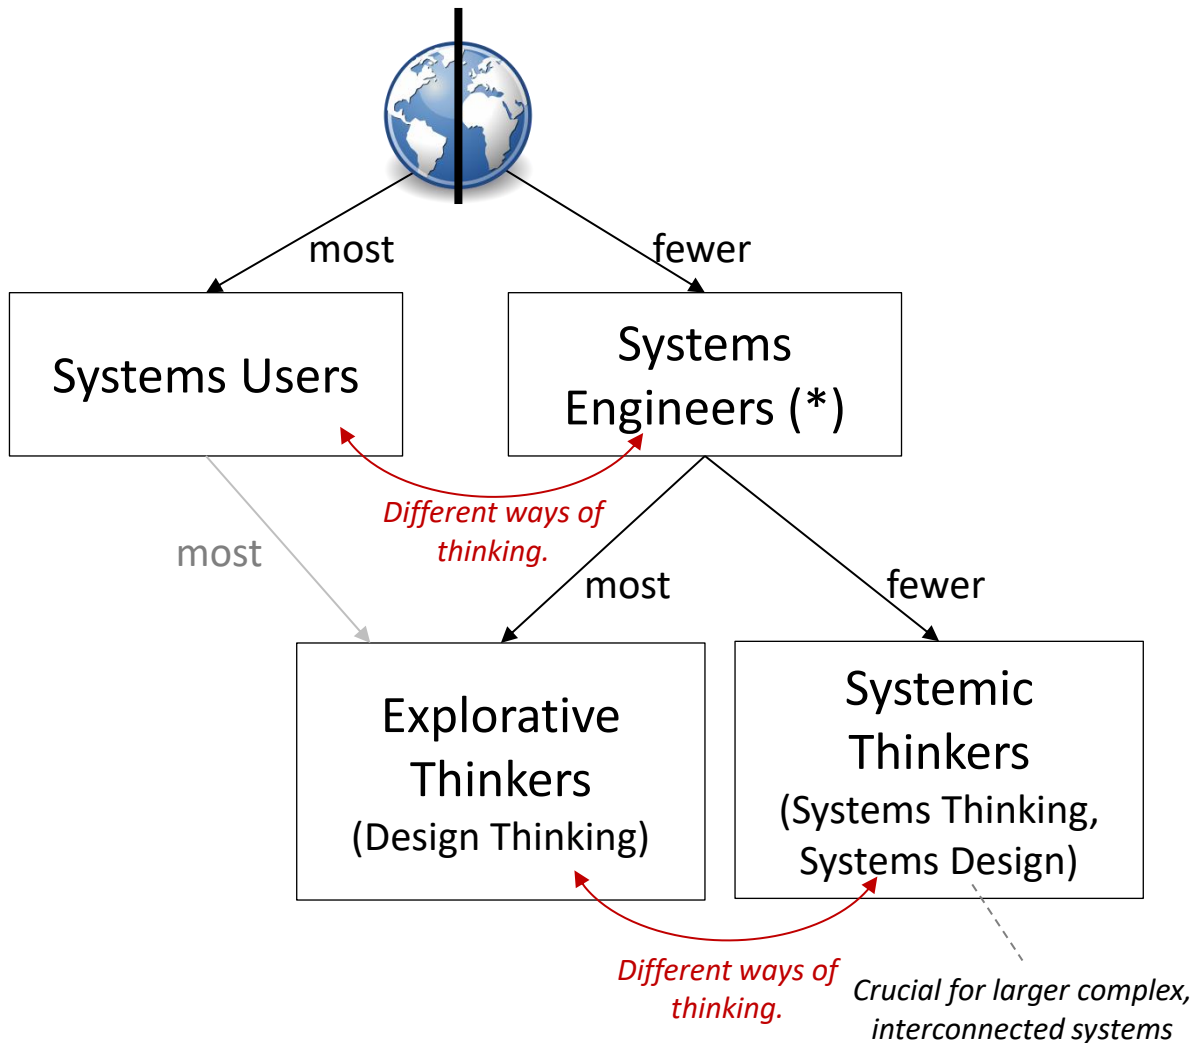 most
fewer
Systems Users
Systems
Engineers (*)
Different ways of
thinking.
most
most
fewer
Explorative
Thinkers
(Design Thinking)
Systemic
Thinkers
(Systems Thinking,
Systems Design)
Different ways of
thinking.
Crucial for larger complex,
interconnected systems